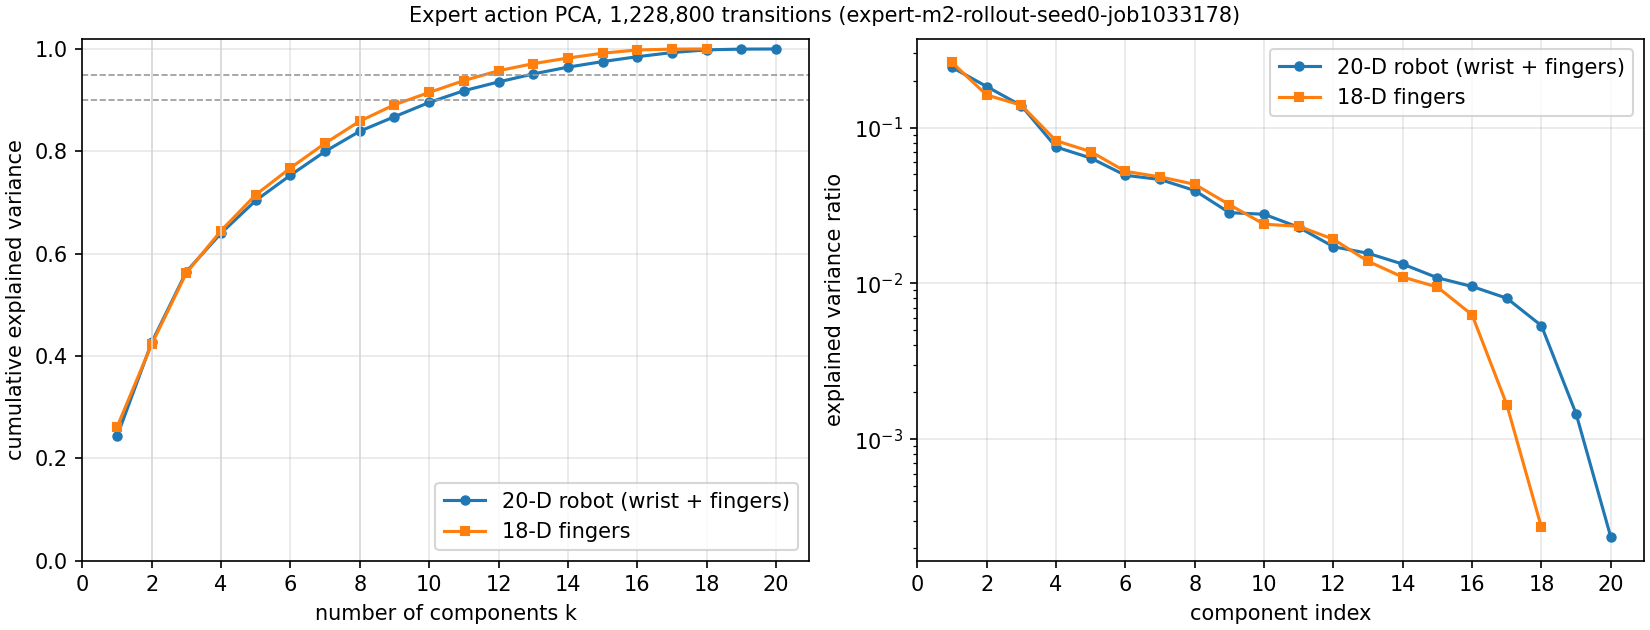 Expert action PCA, 1,228,800 transitions (expert-m2-rollout-seed0-job1033178)
cumulative explained variance
1.0
0.8
0.6
0.4
0.2
0.0
20-D robot (wrist + fingers)
18-D fingers
0 2 4 6 8 10 12 14 16 18 20
number of components k
explained variance ratio
10⁻¹
10⁻²
10⁻³
20-D robot (wrist + fingers)
18-D fingers
0 2 4 6 8 10 12 14 16 18 20
component index